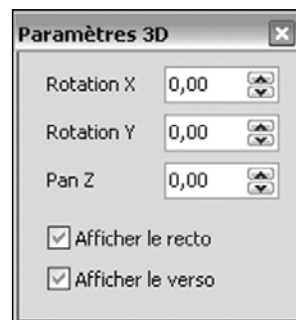 Paramètres 3D
Rotation X 0,00
Rotation Y 0,00
Pan Z 0,00
Afficher le recto
Afficher le verso